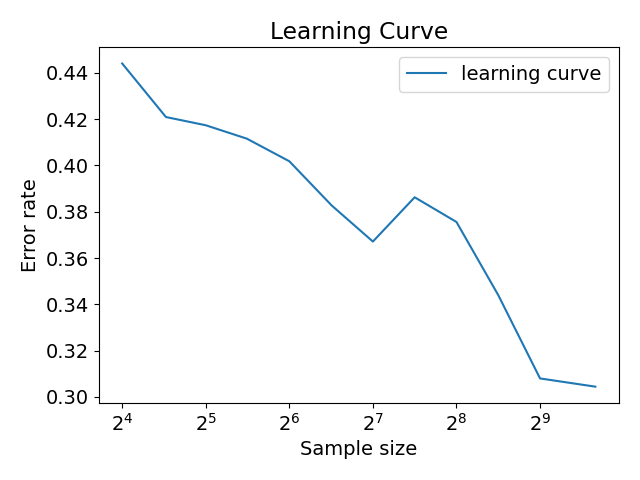 Learning Curve
learning curve
Error rate
0.44
0.42
0.40
0.38
0.36
0.34
0.32
0.30
2⁴ 2⁵ 2⁶ 2⁷ 2⁸ 2⁹
Sample size